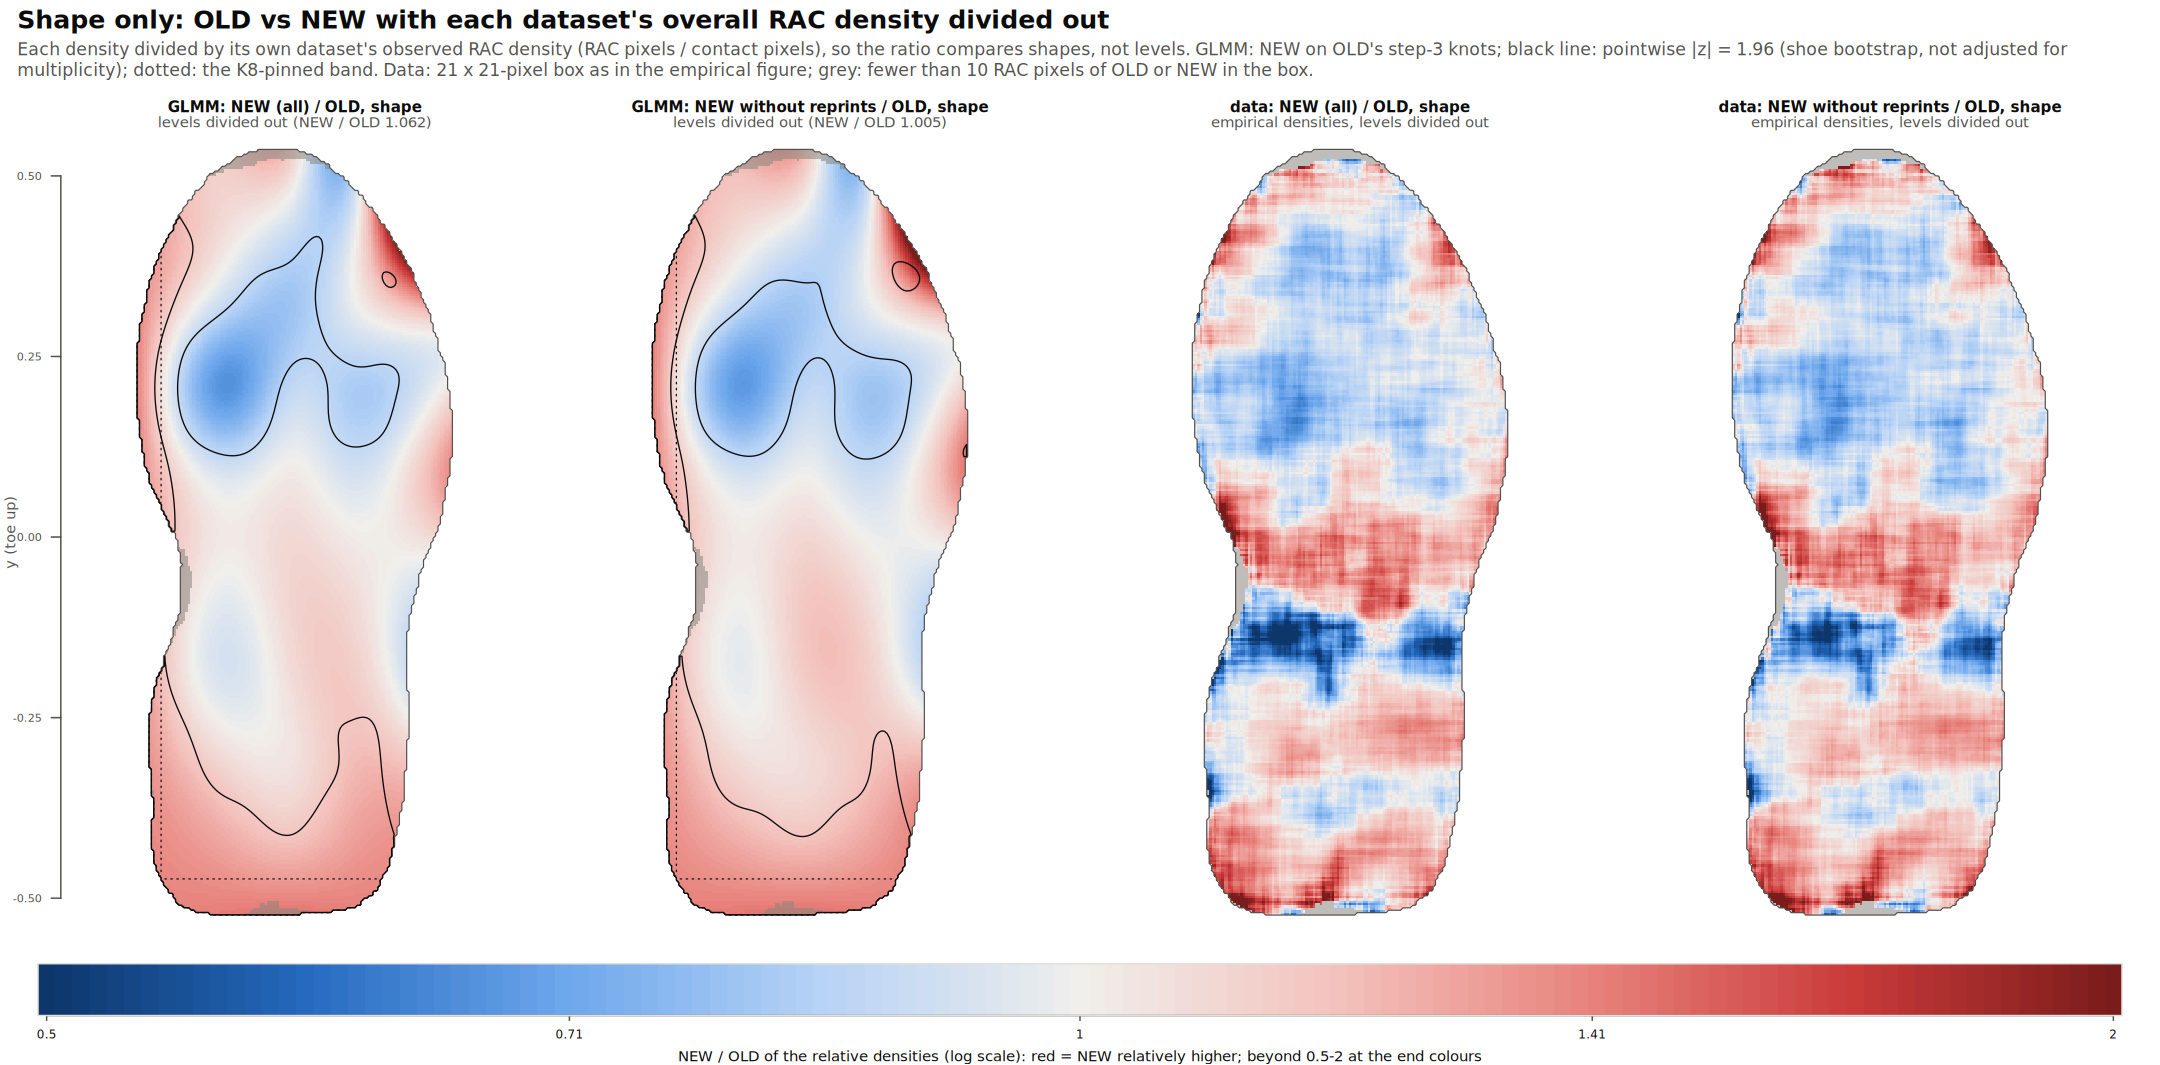 Shape only: OLD vs NEW with each dataset's overall RAC density divided out
Each density divided by its own dataset's observed RAC density (RAC pixels / contact pixels), so the ratio compares shapes, not levels. GLMM: NEW on OLD's step-3 knots; black line: pointwise |z| = 1.96 (shoe bootstrap, not adjusted for
multiplicity); dotted: the K8-pinned band. Data: 21 x 21-pixel box as in the empirical figure; grey: fewer than 10 RAC pixels of OLD or NEW in the box.
GLMM: NEW (all) / OLD, shape
levels divided out (NEW / OLD 1.062)
GLMM: NEW without reprints / OLD, shape
levels divided out (NEW / OLD 1.005)
data: NEW (all) / OLD, shape
empirical densities, levels divided out
data: NEW without reprints / OLD, shape
empirical densities, levels divided out
0.50
0.25
0.00
-0.25
-0.50
y (toe up)
0.5
0.71
1
1.41
2
NEW / OLD of the relative densities (log scale): red = NEW relatively higher; beyond 0.5-2 at the end colours